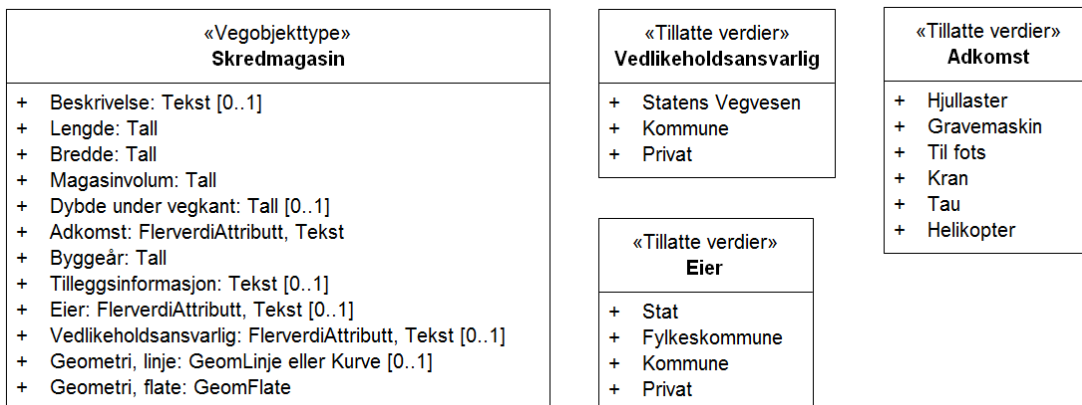 «Vegobjekttype»
Skredmagasin
+ Beskrivelse: Tekst [0..1]
+ Lengde: Tall
+ Bredde: Tall
+ Magasinvolum: Tall
+ Dybde under vegkant: Tall [0..1]
+ Adkomst: FlerverdiAttributt, Tekst
+ Byggeår: Tall
+ Tilleggsinformasjon: Tekst [0..1]
+ Eier: FlerverdiAttributt, Tekst [0..1]
+ Vedlikeholdsansvarlig: FlerverdiAttributt, Tekst [0..1]
+ Geometri, linje: GeomLinje eller Kurve [0..1]
+ Geometri, flate: GeomFlate
«Tillatte verdier»
Vedlikeholdsansvarlig
+ Statens Vegvesen
+ Kommune
+ Privat
«Tillatte verdier»
Eier
+ Stat
+ Fylkeskommune
+ Kommune
+ Privat
«Tillatte verdier»
Adkomst
+ Hjullaster
+ Gravemaskin
+ Til fots
+ Kran
+ Tau
+ Helikopter